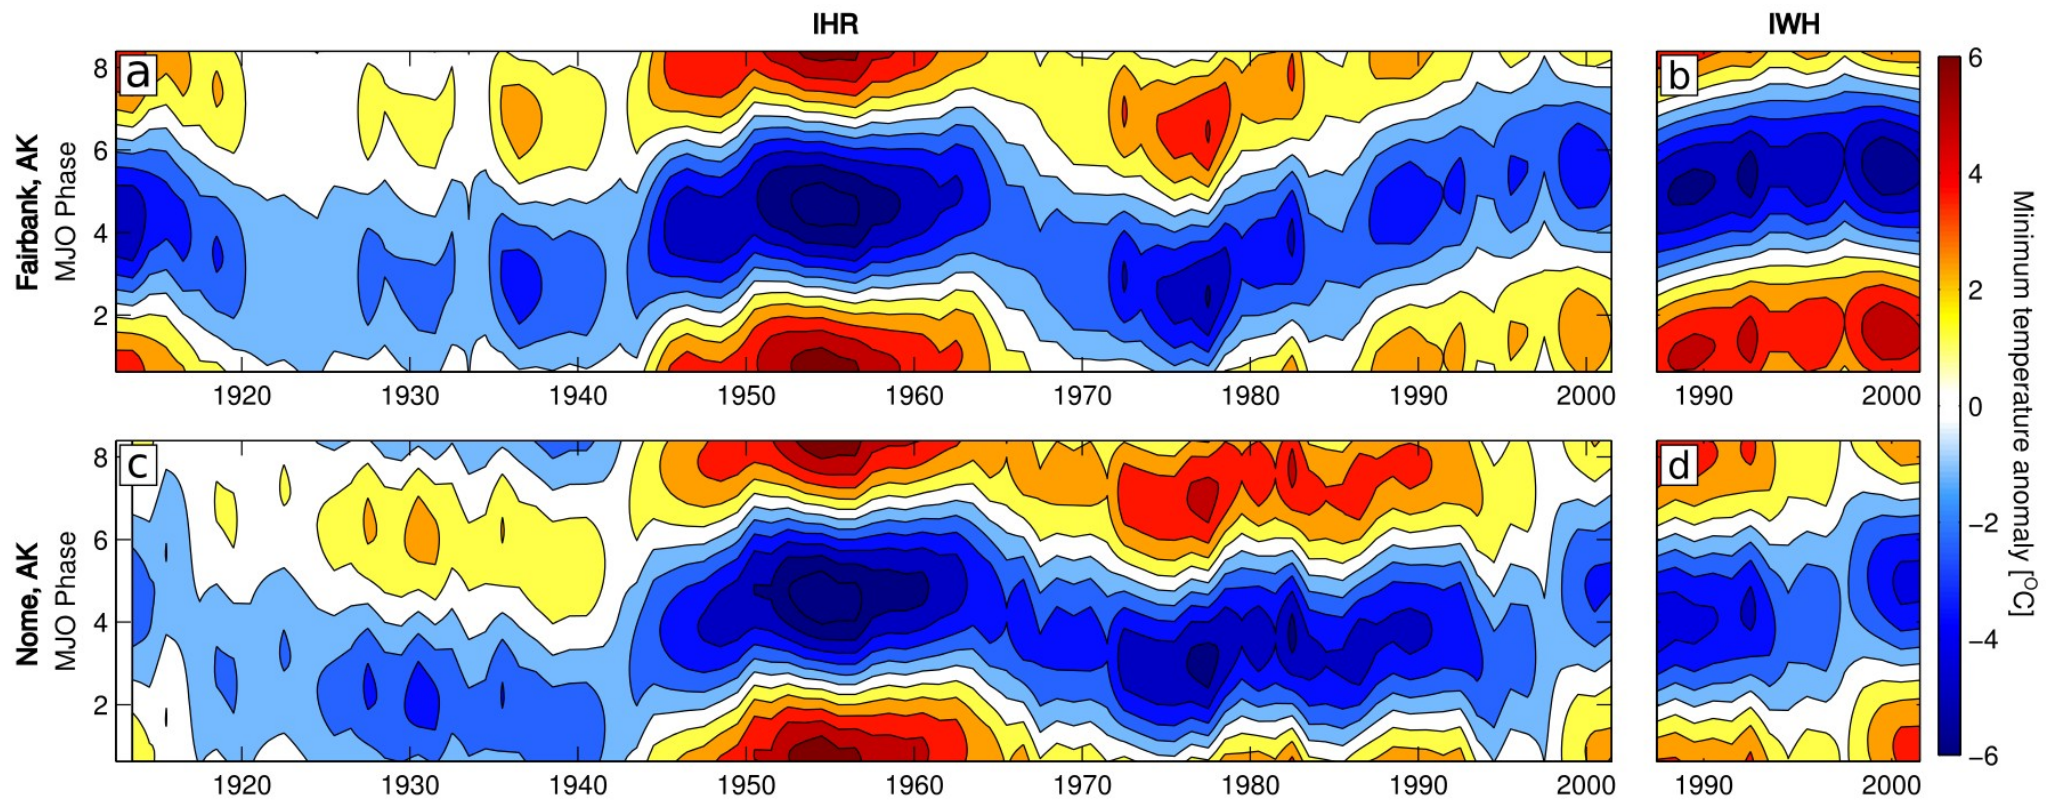 IHR
IWH
Fairbank, AK
MJO Phase
a
8
6
4
2
1920 1930 1940 1950 1960 1970 1980 1990 2000
b
1990 2000
Nome, AK
MJO Phase
c
8
6
4
2
1920 1930 1940 1950 1960 1970 1980 1990 2000
d
1990 2000
6
4
2
0
−2
−4
−6
Minimum temperature anomaly [°C]